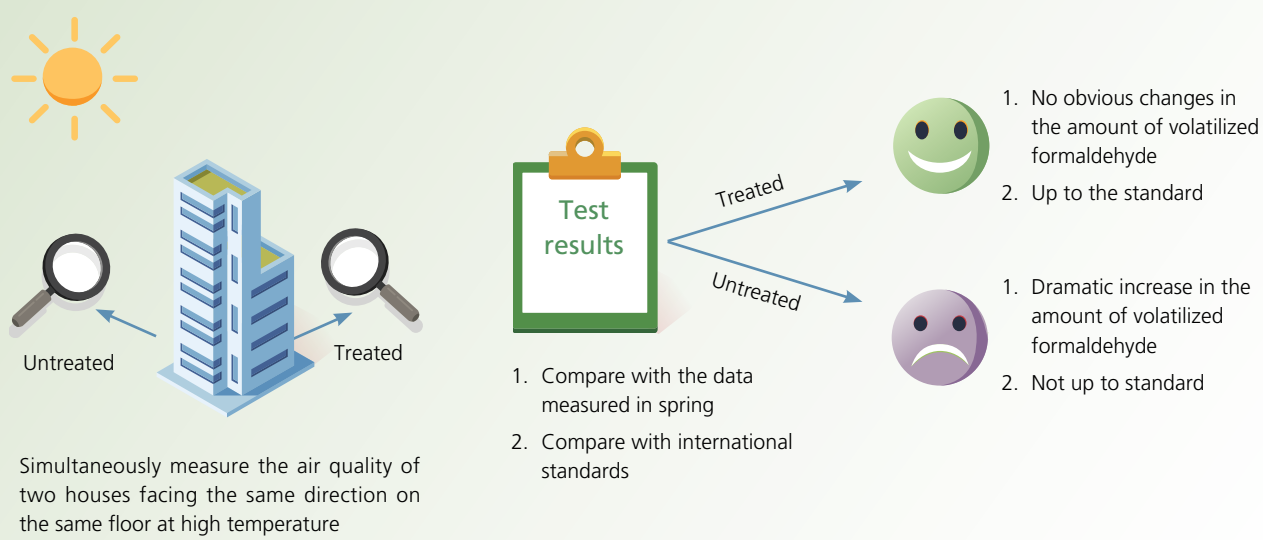 Untreated
Treated
Simultaneously measure the air quality of
two houses facing the same direction on
the same floor at high temperature
Test
results
1. Compare with the data
measured in spring
2. Compare with international
standards
Treated
Untreated
1. No obvious changes in
the amount of volatilized
formaldehyde
2. Up to the standard
1. Dramatic increase in the
amount of volatilized
formaldehyde
2. Not up to standard